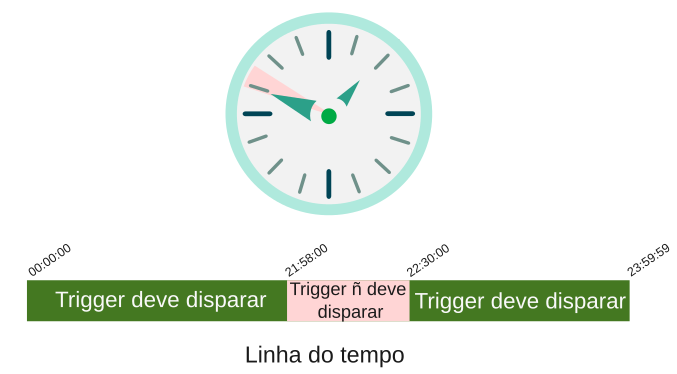 00:00:00
21:58:00
22:30:00
23:59:59
Trigger deve disparar
Trigger ñ deve
disparar
Trigger deve disparar
Linha do tempo